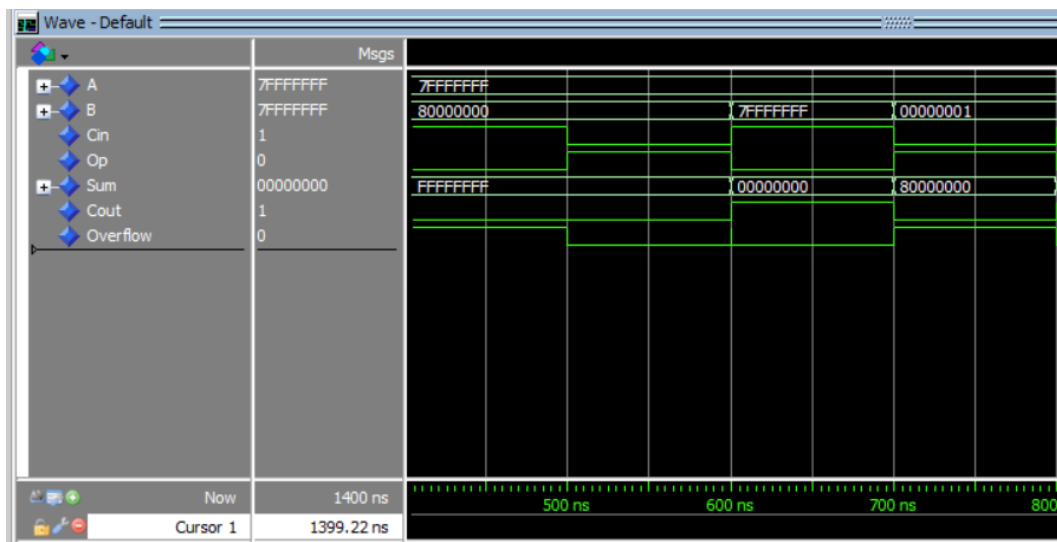 Wave - Default
Msgs
A 7FFFFFFF 7FFFFFFF
B 7FFFFFFF 80000000 7FFFFFFF 00000001
Cin 1
Op 0
Sum 00000000 FFFFFFFF 00000000 80000000
Cout 1
Overflow 0
Now 1400 ns 500 ns 600 ns 700 ns 800
Cursor 1 1399.22 ns